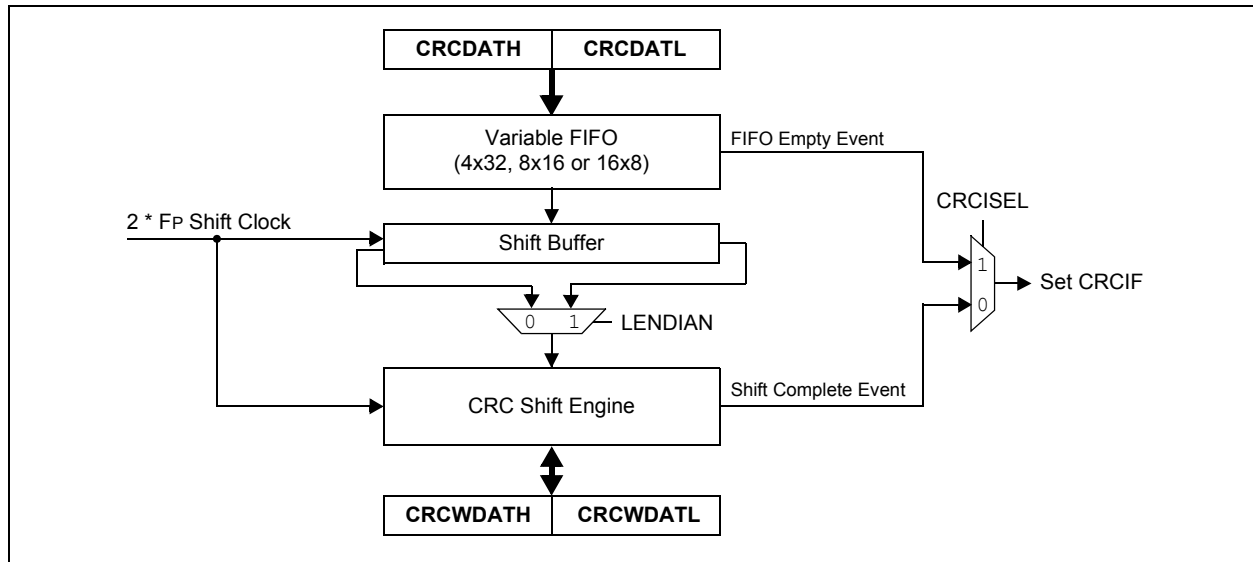 CRCDATH CRCDATL
Variable FIFO
(4x32, 8x16 or 16x8)
FIFO Empty Event
CRCISEL
2 * FP Shift Clock
Shift Buffer
1
Set CRCIF
0
0 1
LENDIAN
CRC Shift Engine
Shift Complete Event
CRCWDATH CRCWDATL